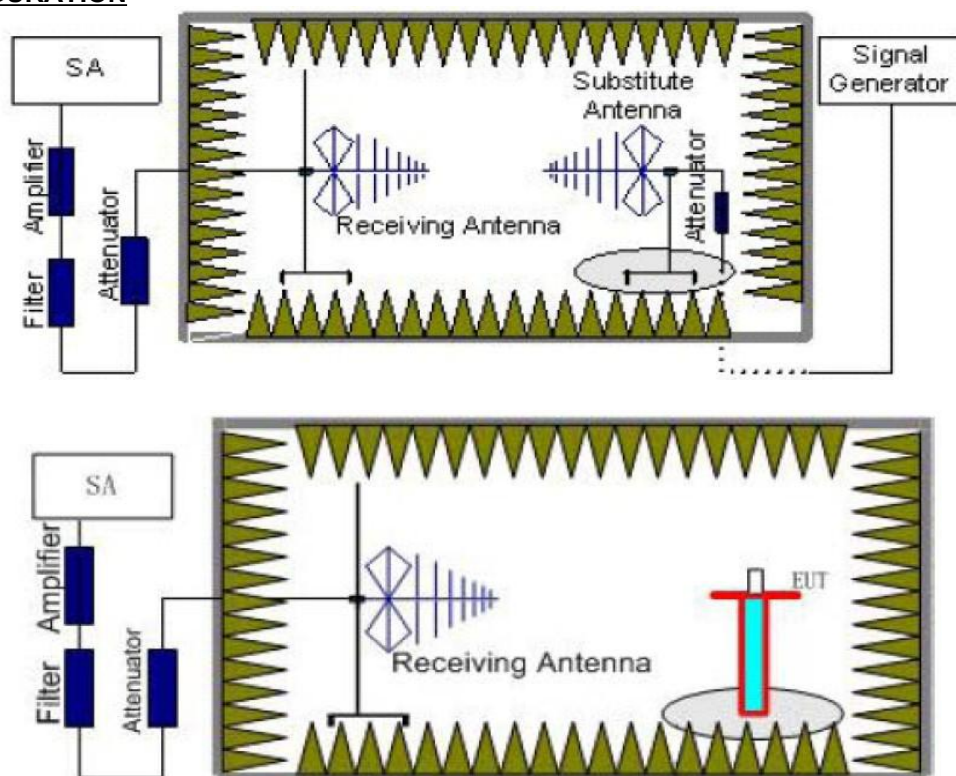 SA
Signal
Generator
Substitute
Antenna
Amplifier
Attenuator
Filter
Receiving Antenna
Attenuator
SA
Amplifier
EUT
Filter
Attenuator
Receiving Antenna